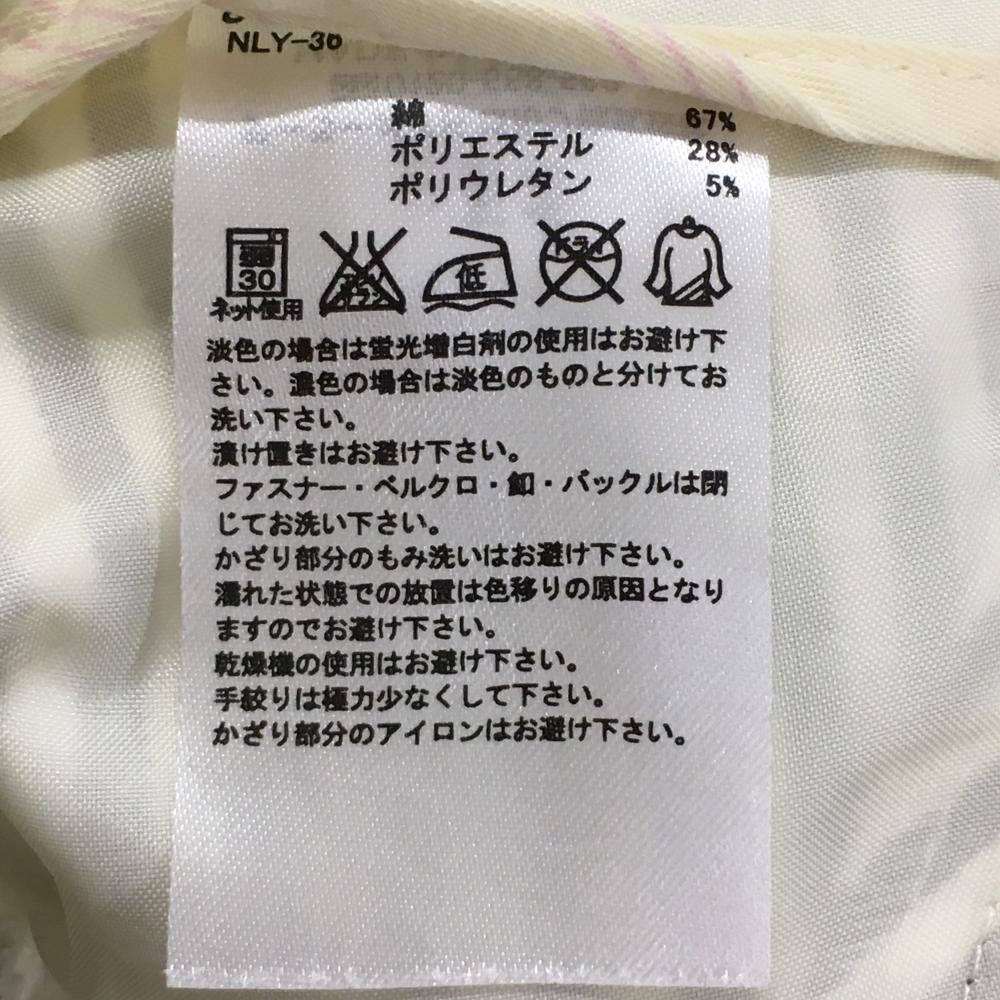 NLY-36
綿 67%
ポリエステル 28%
ポリウレタン 5%
30 低 ドライ
ネット使用
淡色の場合は蛍光増白剤の使用はお避け下
さい。濃色の場合は淡色のものと分けてお
洗い下さい。
漬け置きはお避け下さい。
ファスナー・ベルクロ・釦・バックルは閉
じてお洗い下さい。
かざり部分のもみ洗いはお避け下さい。
濡れた状態での放置は色移りの原因となり
ますのでお避け下さい。
乾燥機の使用はお避け下さい。
手絞りは極力少なくして下さい。
かざり部分のアイロンはお避け下さい。